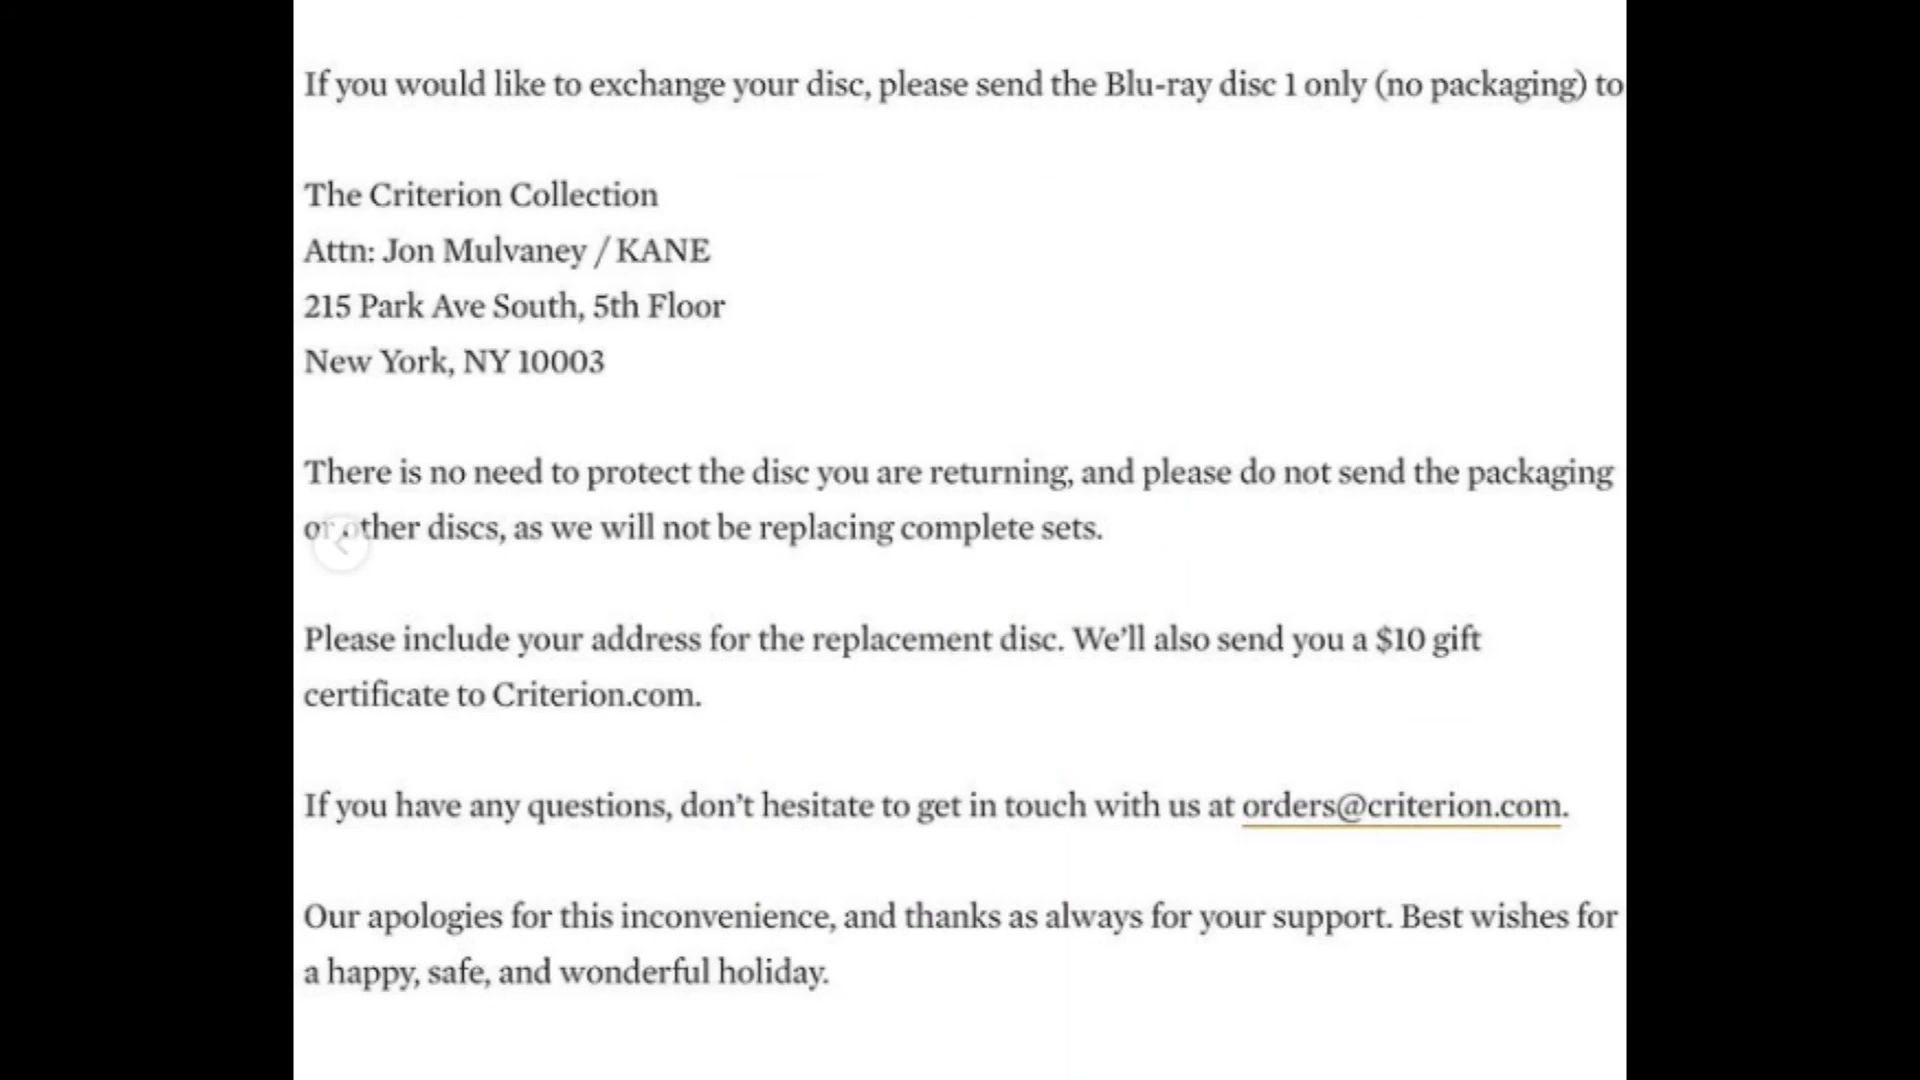 If you would like to exchange your disc, please send the Blu-ray disc 1 only (no packaging) to
The Criterion Collection
Attn: Jon Mulvaney / KANE
215 Park Ave South, 5th Floor
New York, NY 10003
There is no need to protect the disc you are returning, and please do not send the packaging
or other discs, as we will not be replacing complete sets.
Please include your address for the replacement disc. We’ll also send you a $10 gift
certificate to Criterion.com.
If you have any questions, don’t hesitate to get in touch with us at orders@criterion.com.
Our apologies for this inconvenience, and thanks as always for your support. Best wishes for
a happy, safe, and wonderful holiday.